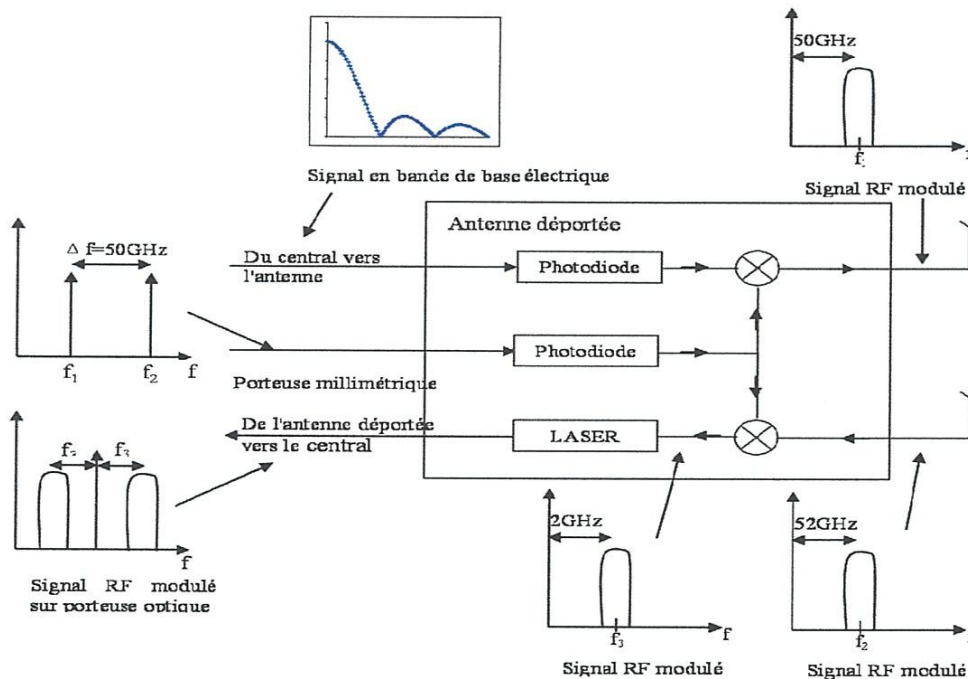 50GHz
f₁
Signal RF modulé
Signal en bande de base électrique
Antenne déportée
Δ f=50GHz
f₁
f₂
f
Du central vers
l'antenne
Photodiode
Photodiode
Porteuse millimétrique
De l'antenne déportée
vers le central
LASER
f₃
f₃
f
Signal RF modulé
sur porteuse optique
2GHz
f₃
f
Signal RF modulé
52GHz
f₂
Signal RF modulé